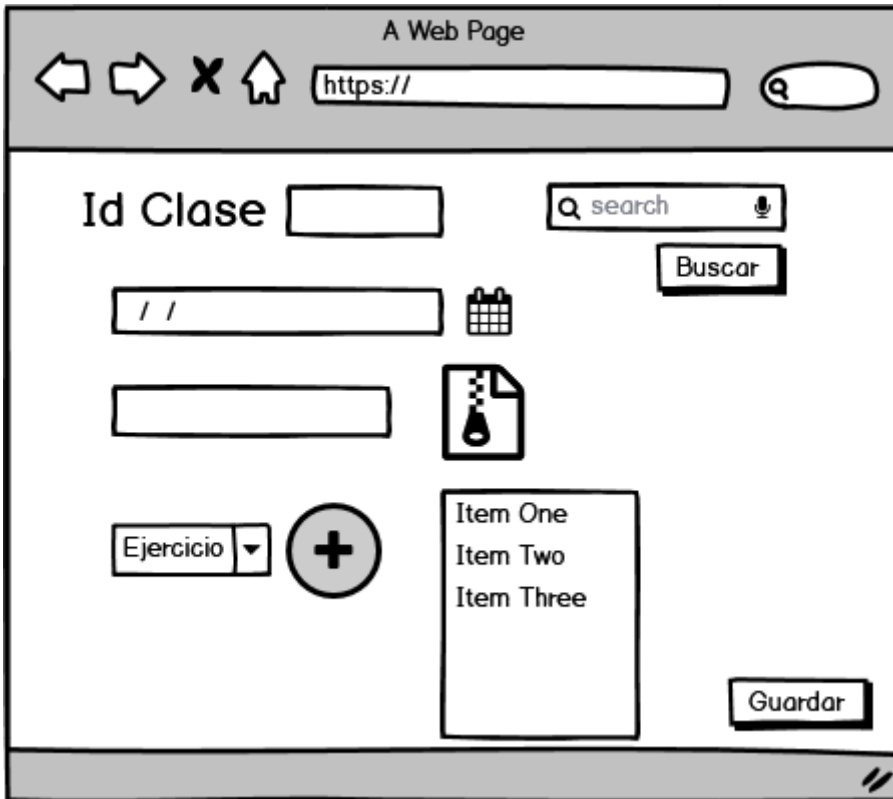 A Web Page
https://
Id Clase
search
Buscar
/ /
Ejercicio
Item One
Item Two
Item Three
Guardar